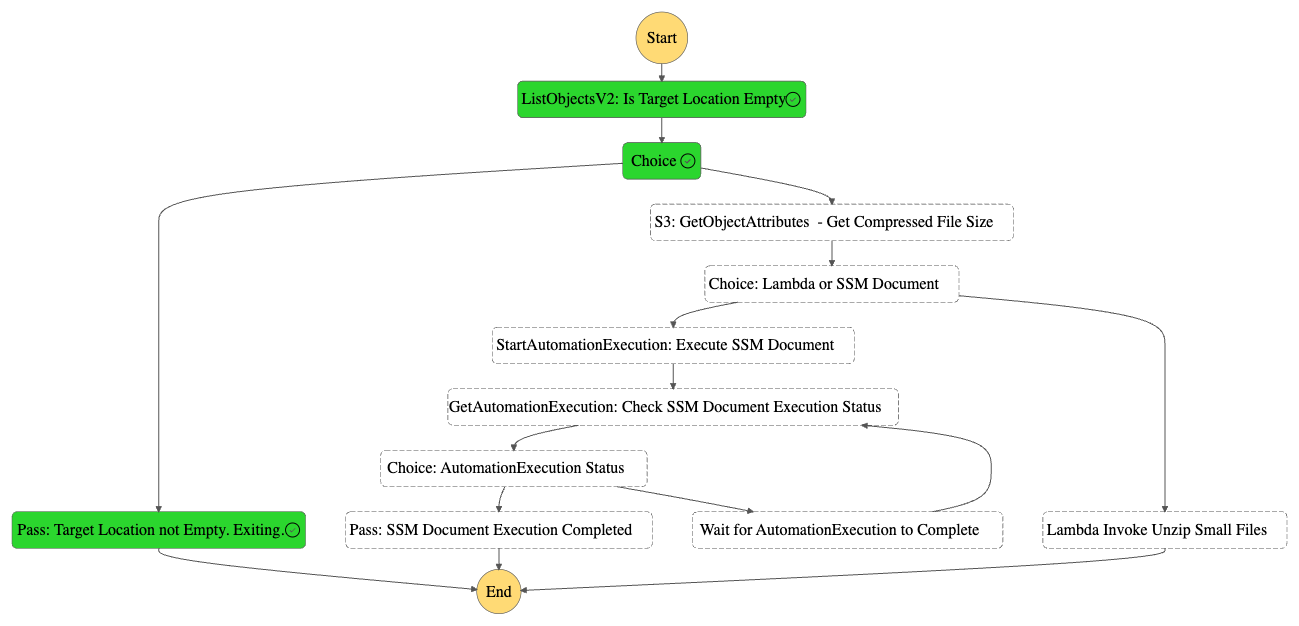 Start
ListObjectsV2: Is Target Location Empty
Choice
S3: GetObjectAttributes  - Get Compressed File Size
Choice: Lambda or SSM Document
StartAutomationExecution: Execute SSM Document
GetAutomationExecution: Check SSM Document Execution Status
Choice: AutomationExecution Status
Pass: Target Location not Empty. Exiting.
Pass: SSM Document Execution Completed
Wait for AutomationExecution to Complete
Lambda Invoke Unzip Small Files
End